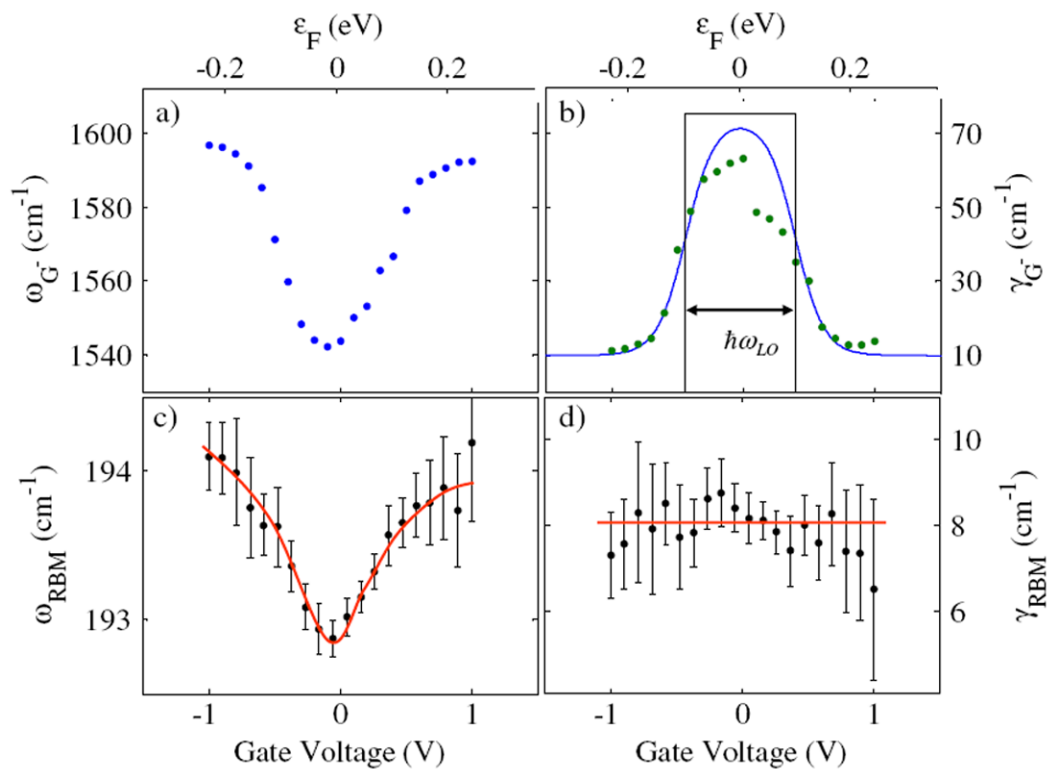 ε_F (eV)
ε_F (eV)
-0.2 0 0.2
-0.2 0 0.2
a)
b)
1600
1580
1560
1540
ω_G⁻ (cm⁻¹)
70
50
30
10
γ_G⁻ (cm⁻¹)
ħω_LO
c)
d)
194
193
ω_RBM (cm⁻¹)
10
8
6
γ_RBM (cm⁻¹)
-1 0 1
-1 0 1
Gate Voltage (V)
Gate Voltage (V)